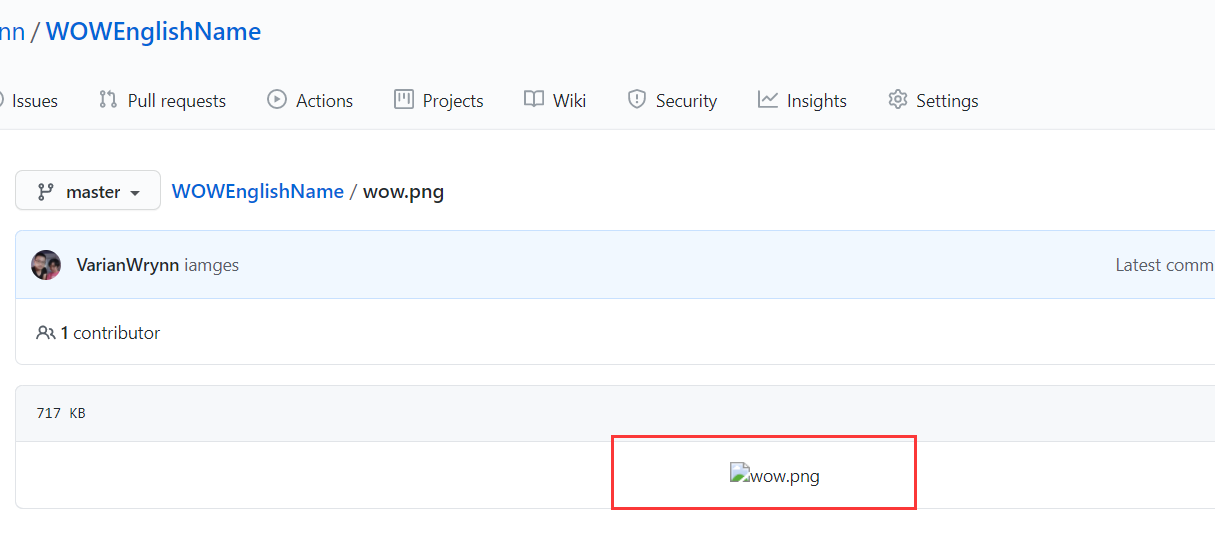 nn / WOWEnglishName
Issues Pull requests Actions Projects Wiki Security Insights Settings
master WOWEnglishName / wow.png
VarianWrynn iamges Latest comm
1 contributor
717 KB
wow.png